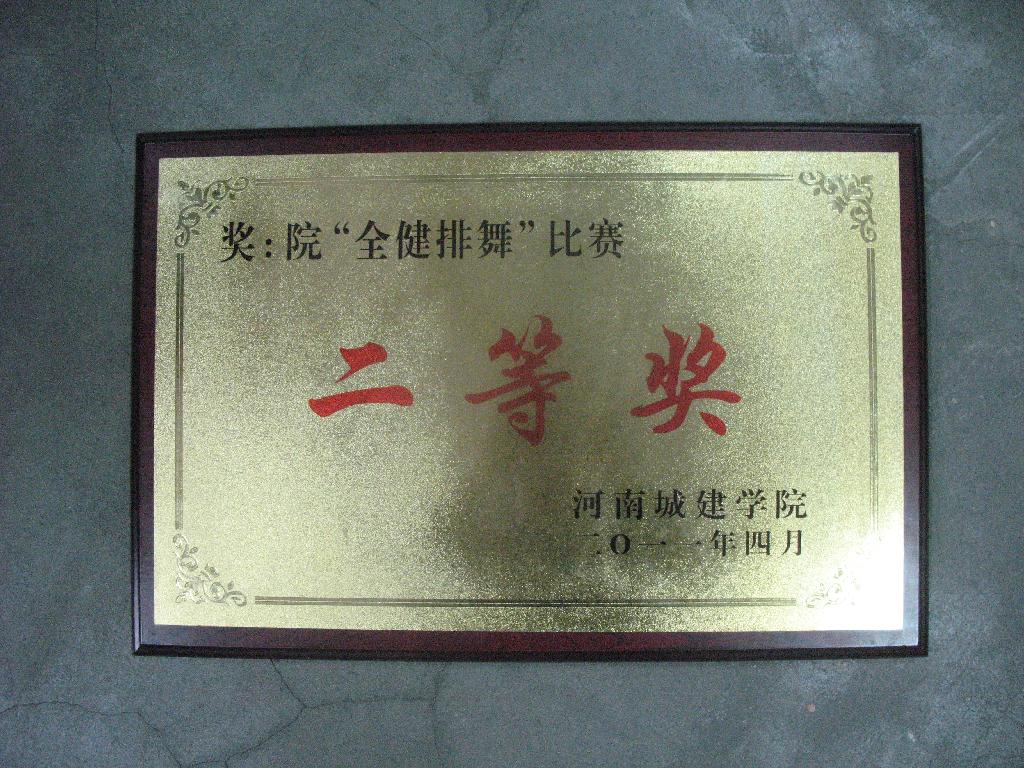 奖:院“全健排舞”比赛
二等奖
河南城建学院
二O一一年四月